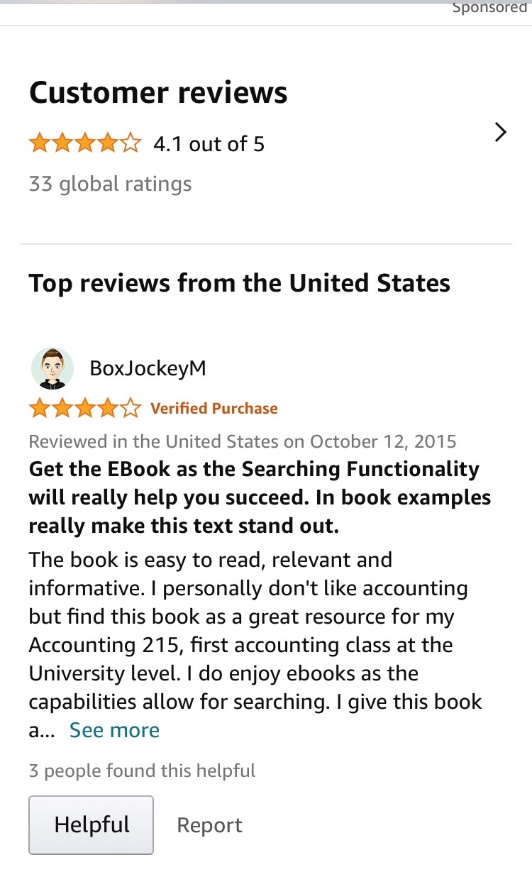 Sponsored
Customer reviews
4.1 out of 5
33 global ratings
Top reviews from the United States
BoxJockeyM
Verified Purchase
Reviewed in the United States on October 12, 2015
Get the EBook as the Searching Functionality
will really help you succeed. In book examples
really make this text stand out.
The book is easy to read, relevant and
informative. I personally don't like accounting
but find this book as a great resource for my
Accounting 215, first accounting class at the
University level. I do enjoy ebooks as the
capabilities allow for searching. I give this book
a... See more
3 people found this helpful
Helpful Report